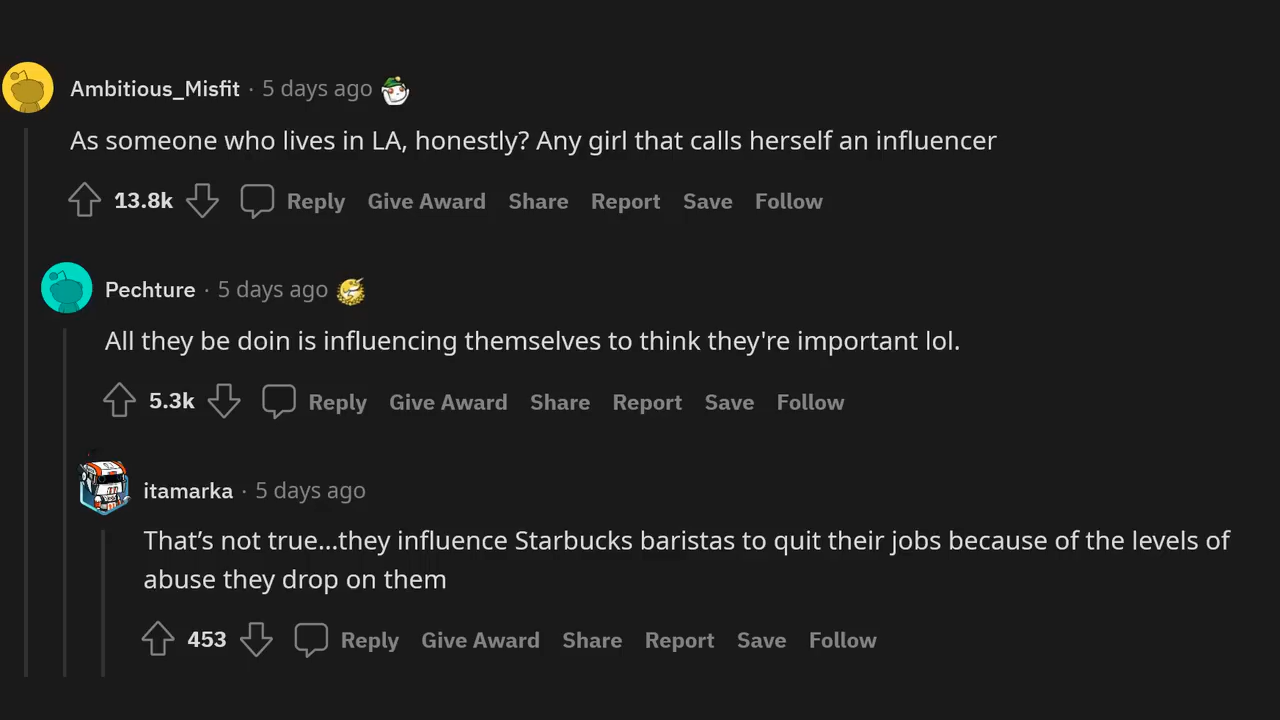 Ambitious_Misfit · 5 days ago
As someone who lives in LA, honestly? Any girl that calls herself an influencer
13.8k Reply Give Award Share Report Save Follow
Pechture · 5 days ago
All they be doin is influencing themselves to think they're important lol.
5.3k Reply Give Award Share Report Save Follow
itamarka · 5 days ago
That’s not true...they influence Starbucks baristas to quit their jobs because of the levels of
abuse they drop on them
453 Reply Give Award Share Report Save Follow